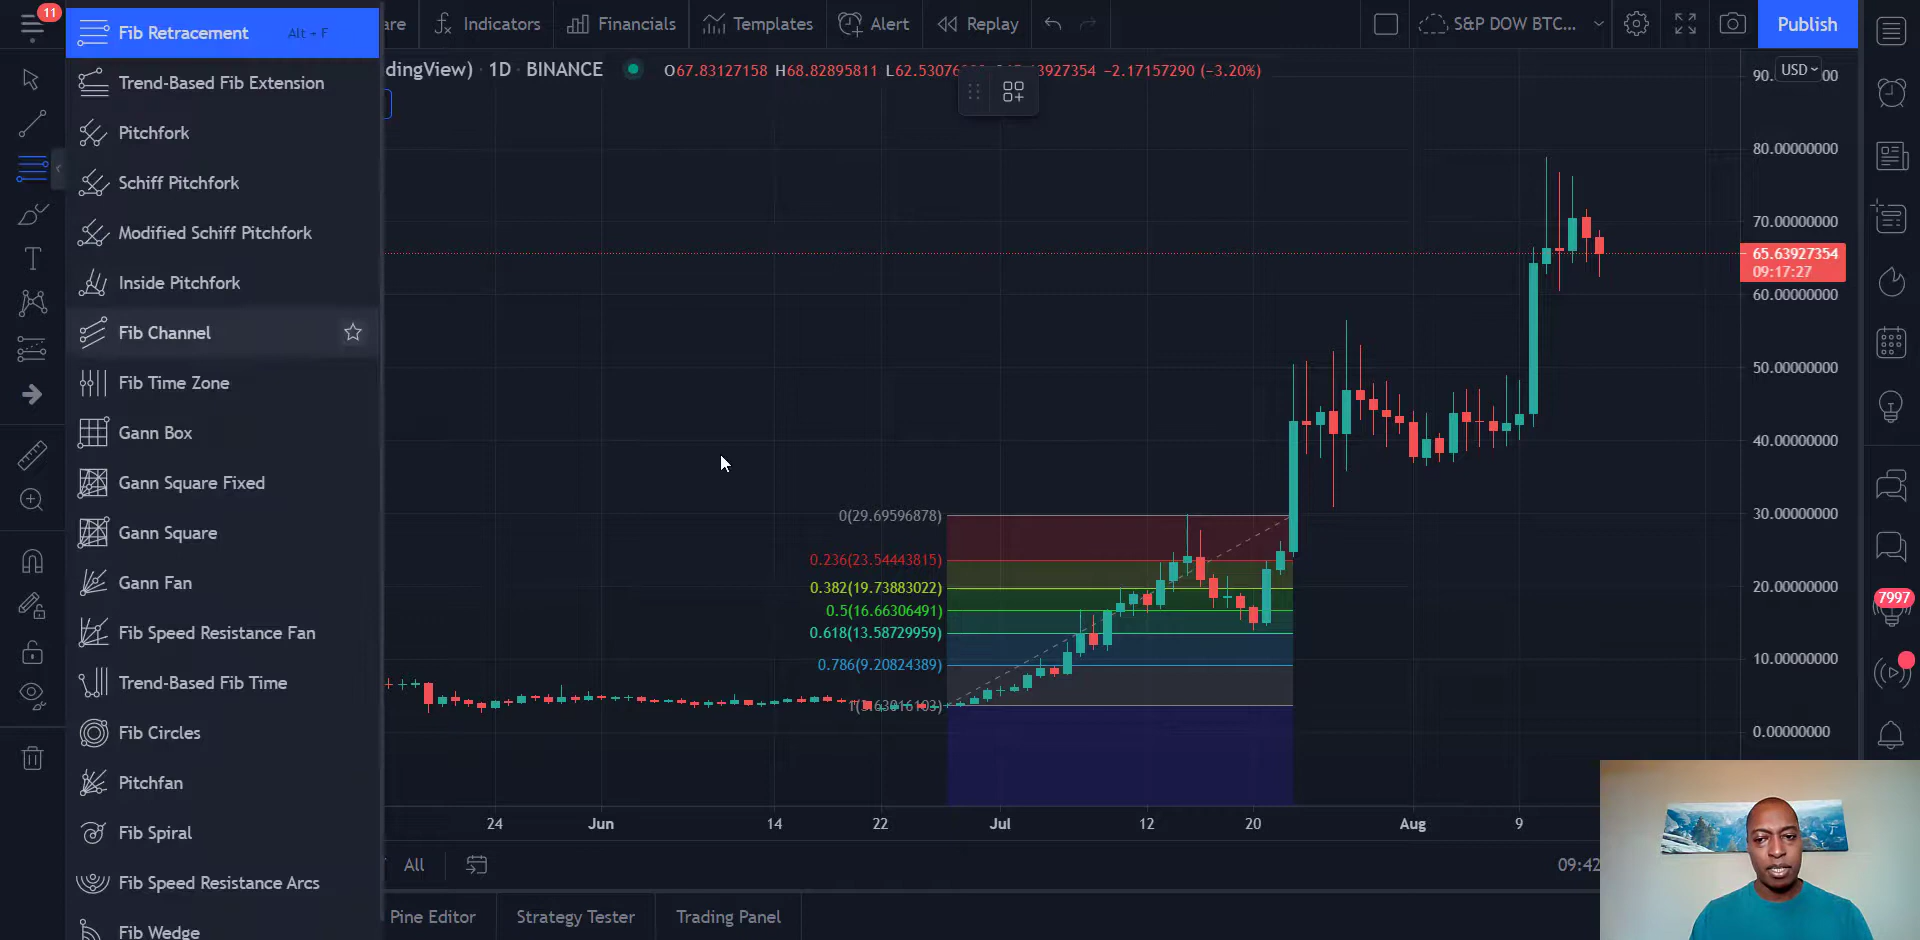 11
Fib Retracement Alt + F
are Indicators Financials Templates Alert Replay S&P DOW BTC... Publish
dingView) · 1D · BINANCE O67.83127158 H68.82895811 −2.17157290 (−3.20%)
USD
90. 00
Trend-Based Fib Extension
Pitchfork
Schiff Pitchfork
Modified Schiff Pitchfork
Inside Pitchfork
Fib Channel
Fib Time Zone
Gann Box
Gann Square Fixed
Gann Square
Gann Fan
Fib Speed Resistance Fan
Trend-Based Fib Time
Fib Circles
Pitchfan
Fib Spiral
Fib Speed Resistance Arcs
Fib Wedge
80.00000000
70.00000000
65.63927354
09:17:27
60.00000000
50.00000000
40.00000000
30.00000000
20.00000000
10.00000000
0.00000000
0(29.69596878)
0.236(23.54443815)
0.382(19.73883022)
0.5(16.66306491)
0.618(13.58729959)
0.786(9.20824389)
7997
24 Jun 14 22 Jul 12 20 Aug 9
All 09:42
Pine Editor Strategy Tester Trading Panel